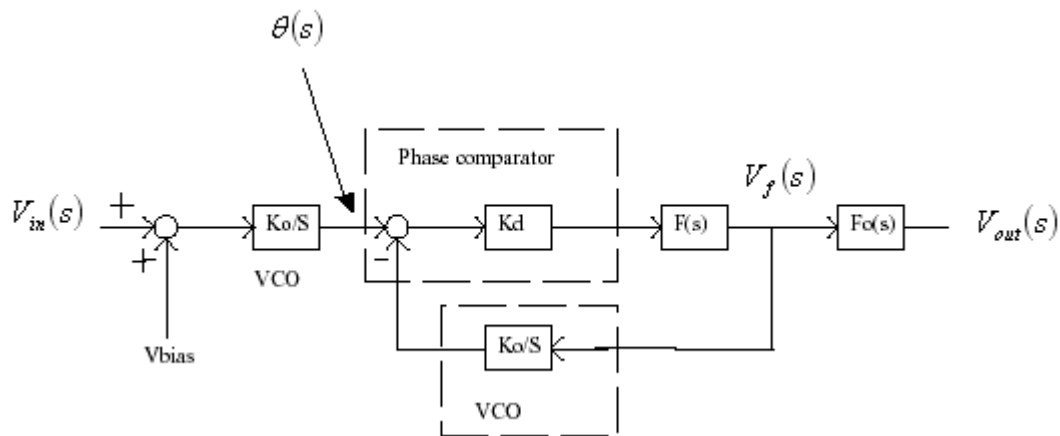 θ(s)
Phase comparator
V_f(s)
V_in(s)
+
+
Ko/S
-
Kd
F(s)
Fo(s)
V_out(s)
VCO
Vbias
Ko/S
VCO